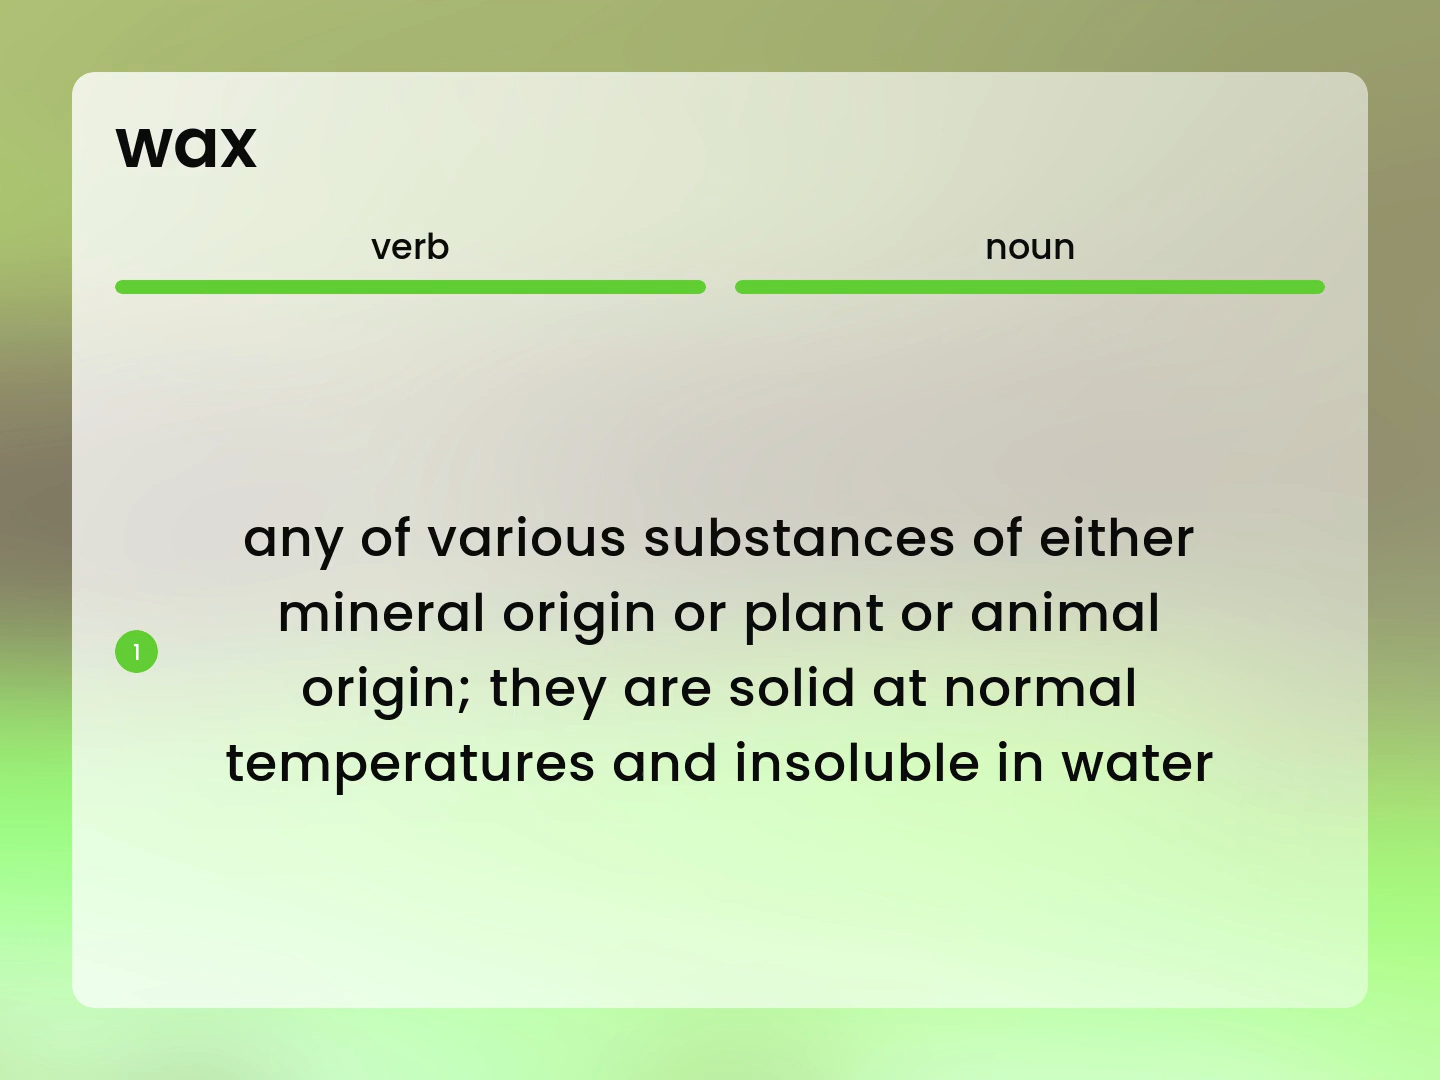 wax
verb
noun
any of various substances of either
mineral origin or plant or animal
1
origin; they are solid at normal
temperatures and insoluble in water